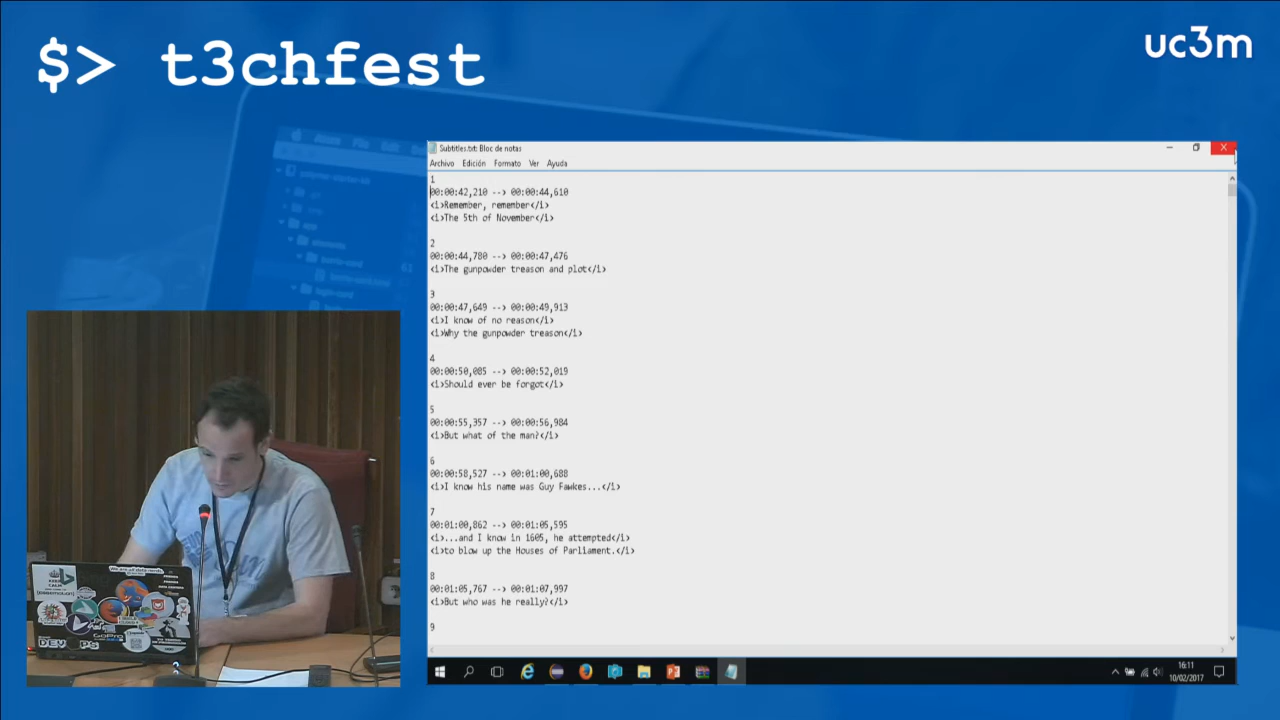 $> t3chfest
uc3m
Subtitles.txt: Bloc de notas
Archivo Edición Formato Ver Ayuda
1
00:00:42,210 --> 00:00:44,610
<i>Remember, remember</i>
<i>The 5th of November</i>
2
00:00:44,780 --> 00:00:47,476
<i>The gunpowder treason and plot</i>
3
00:00:47,649 --> 00:00:49,913
<i>I know of no reason</i>
<i>Why the gunpowder treason</i>
4
00:00:50,085 --> 00:00:52,019
<i>Should ever be forgot</i>
5
00:00:55,357 --> 00:00:56,984
<i>But what of the man?</i>
6
00:00:58,527 --> 00:01:00,688
<i>I know his name was Guy Fawkes...</i>
7
00:01:00,862 --> 00:01:05,595
<i>...and I know in 1605, he attempted</i>
<i>to blow up the Houses of Parliament.</i>
8
00:01:05,767 --> 00:01:07,997
<i>But who was he really?</i>
9
16:11
10/02/2017
GoPro